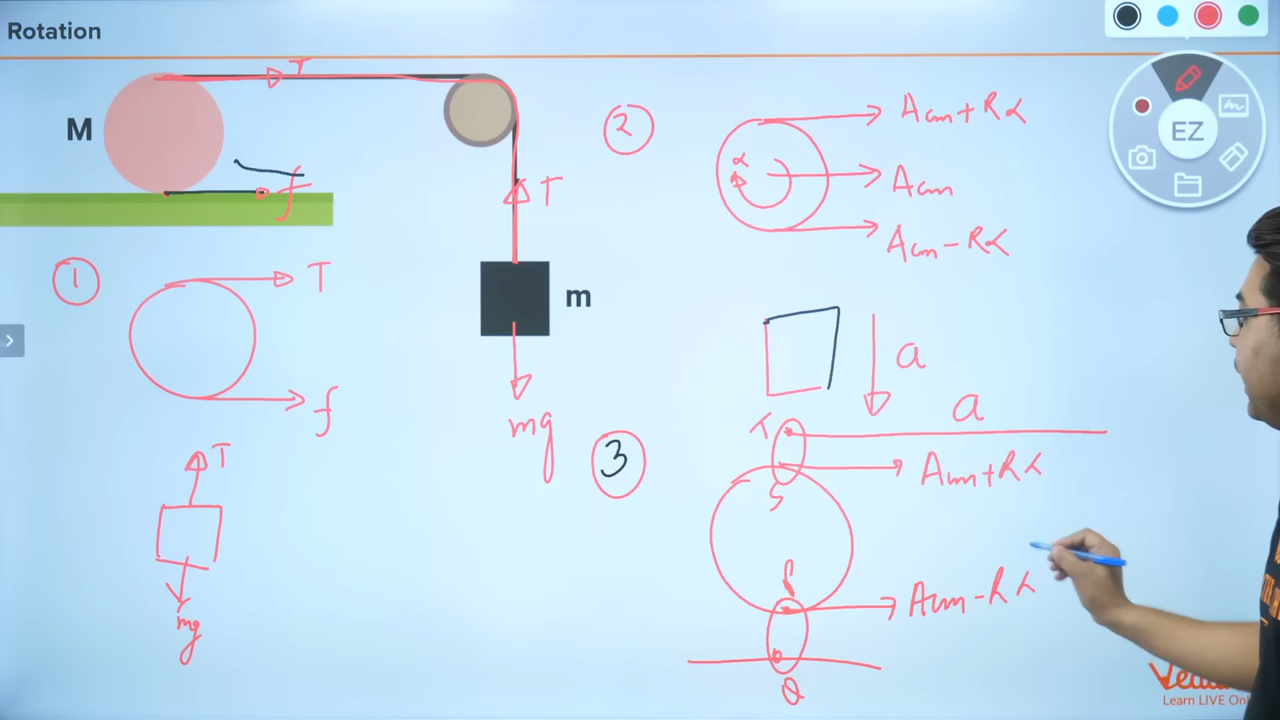 Rotation
EZ
M
T
f
T
m
mg
1
T
f
T
mg
2
Acm+Rα
α
Acm
Acm-Rα
a
3
T
a
S
Acm+Rα
P
Acm-Rα
Q
Learn LIVE Onl